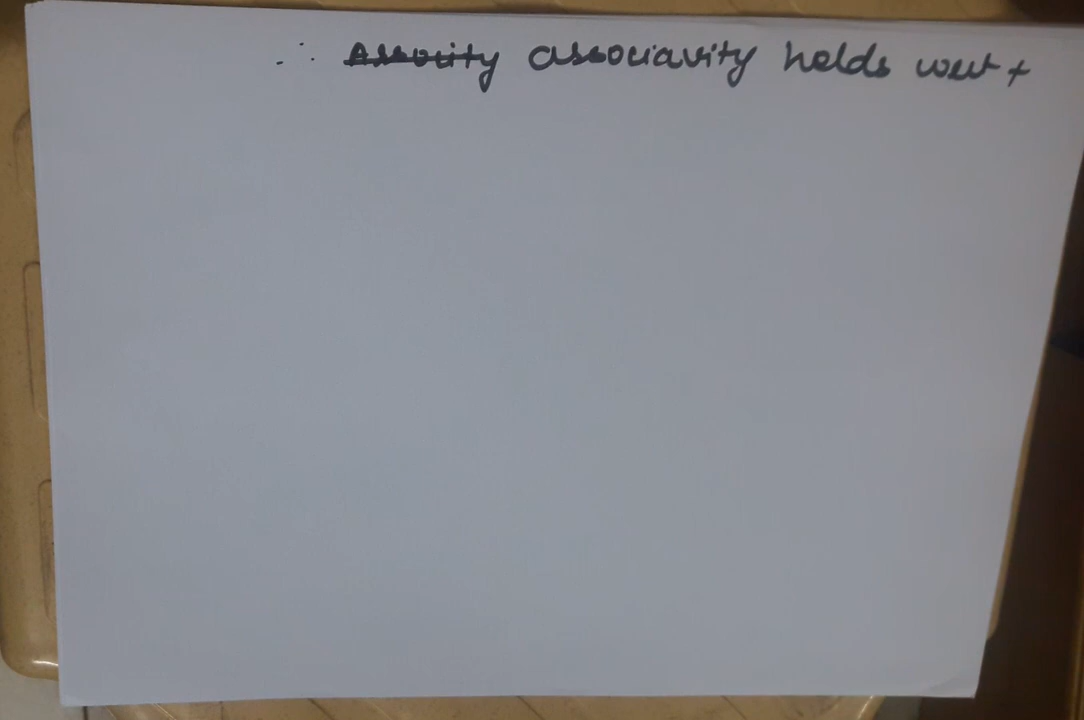 ∴ associavity holds wrt +